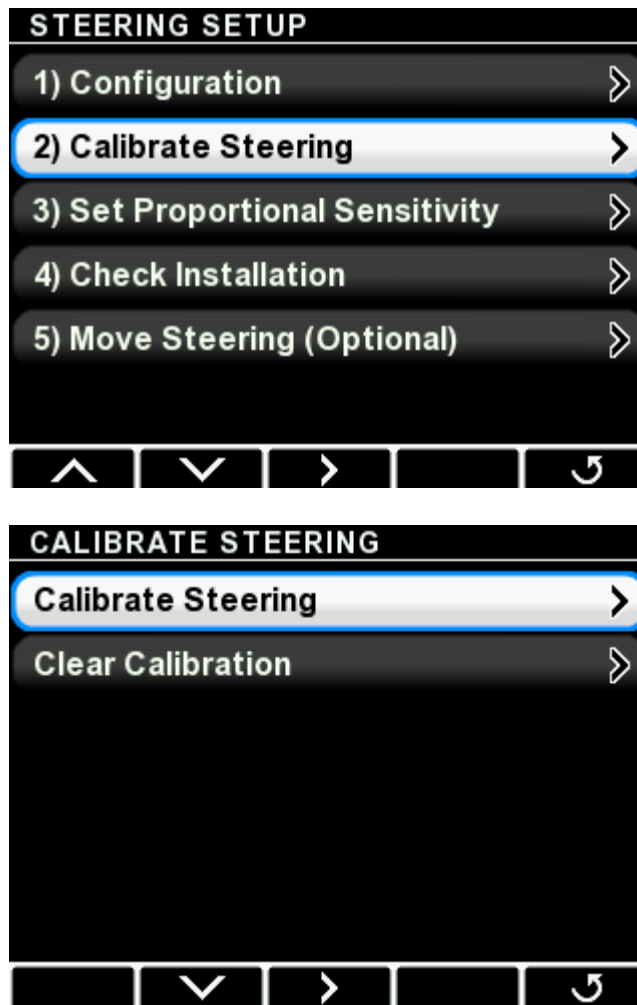 STEERING SETUP
1) Configuration
2) Calibrate Steering
3) Set Proportional Sensitivity
4) Check Installation
5) Move Steering (Optional)
CALIBRATE STEERING
Calibrate Steering
Clear Calibration